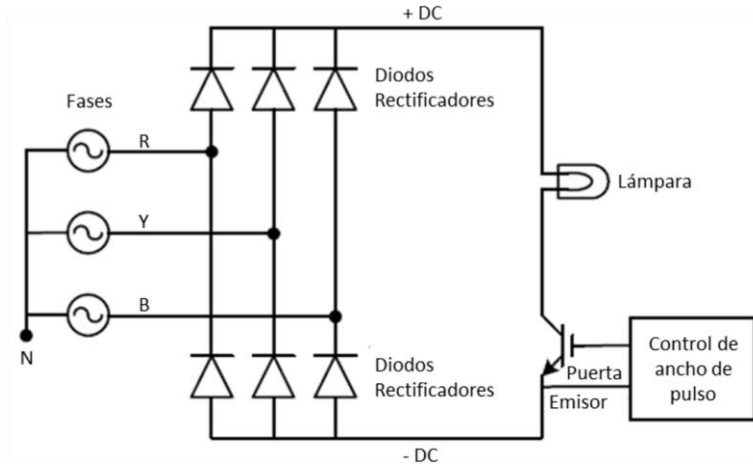 + DC
Diodos
Rectificadores
Fases
R
Lámpara
Y
B
N
Control de
ancho de
pulso
Puerta
Emisor
Diodos
Rectificadores
- DC